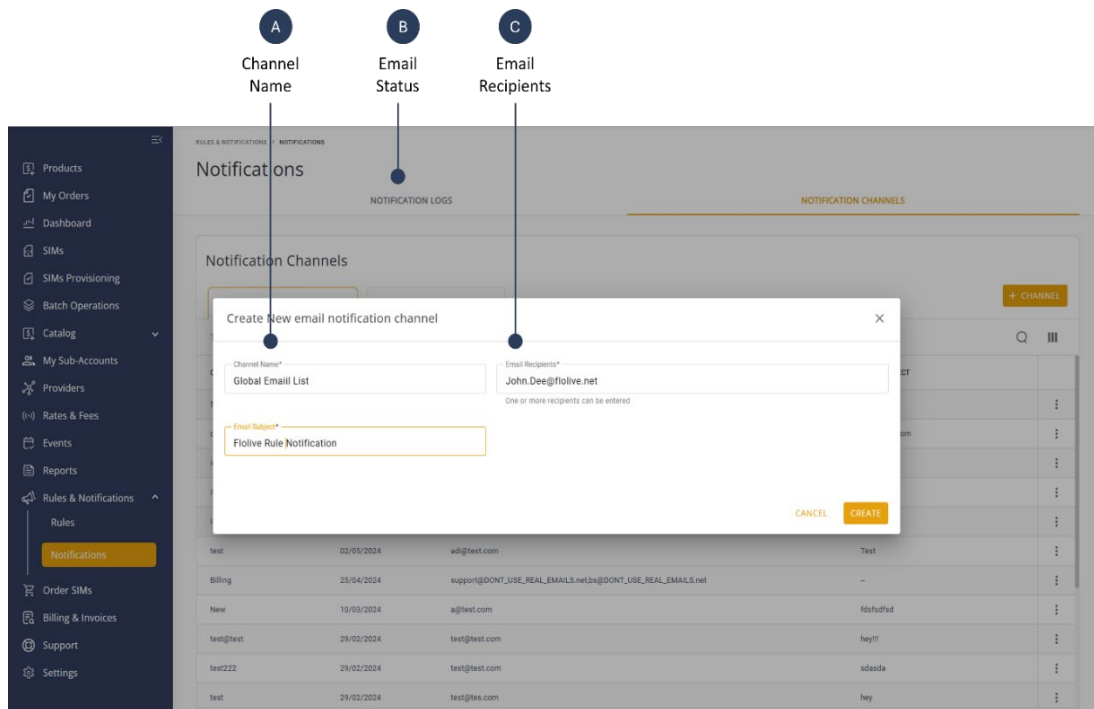 A
B
C
Channel
Name
Email
Status
Email
Recipients
RULES & NOTIFICATIONS > NOTIFICATIONS
Notifications
NOTIFICATION LOGS
NOTIFICATION CHANNELS
Products
My Orders
Dashboard
SIMs
SIMs Provisioning
Batch Operations
Catalog
My Sub-Accounts
Providers
Rates & Fees
Events
Reports
Rules & Notifications
Rules
Notifications
Order SIMs
Billing & Invoices
Support
Settings
Notification Channels
+ CHANNEL
Create New email notification channel
Channel Name*
Global Emaiil List
Email Recipients*
John.Dee@flolive.net
One or more recipients can be entered
Email Subject*
Flolive Rule Notification
CANCEL
CREATE
test 02/05/2024 adi@test.com Test
Billing 25/04/2024 support@DONT_USE_REAL_EMAILS.net,bs@DONT_USE_REAL_EMAILS.net –
New 10/03/2024 a@test.com fdsfsdfsd
test@test 29/02/2024 test@test.com hey!!!
test222 29/02/2024 test@test.com sdasda
test 29/02/2024 test@tes.com hey